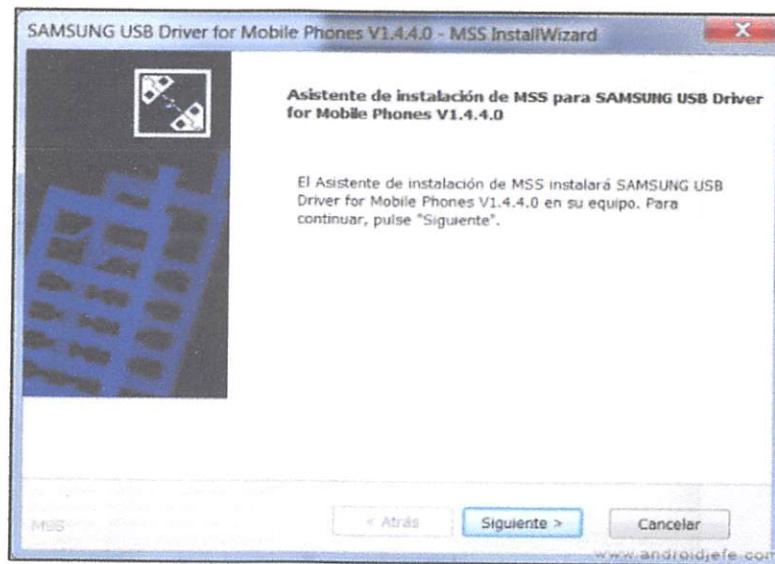 SAMSUNG USB Driver for Mobile Phones V1.4.4.0 - MSS InstallWizard
X
Asistente de instalación de MSS para SAMSUNG USB Driver
for Mobile Phones V1.4.4.0
El Asistente de instalación de MSS instalará SAMSUNG USB
Driver for Mobile Phones V1.4.4.0 en su equipo. Para
continuar, pulse "Siguiente".
MSS
< Atrás
Siguiente >
Cancelar
www.androidjefe.com